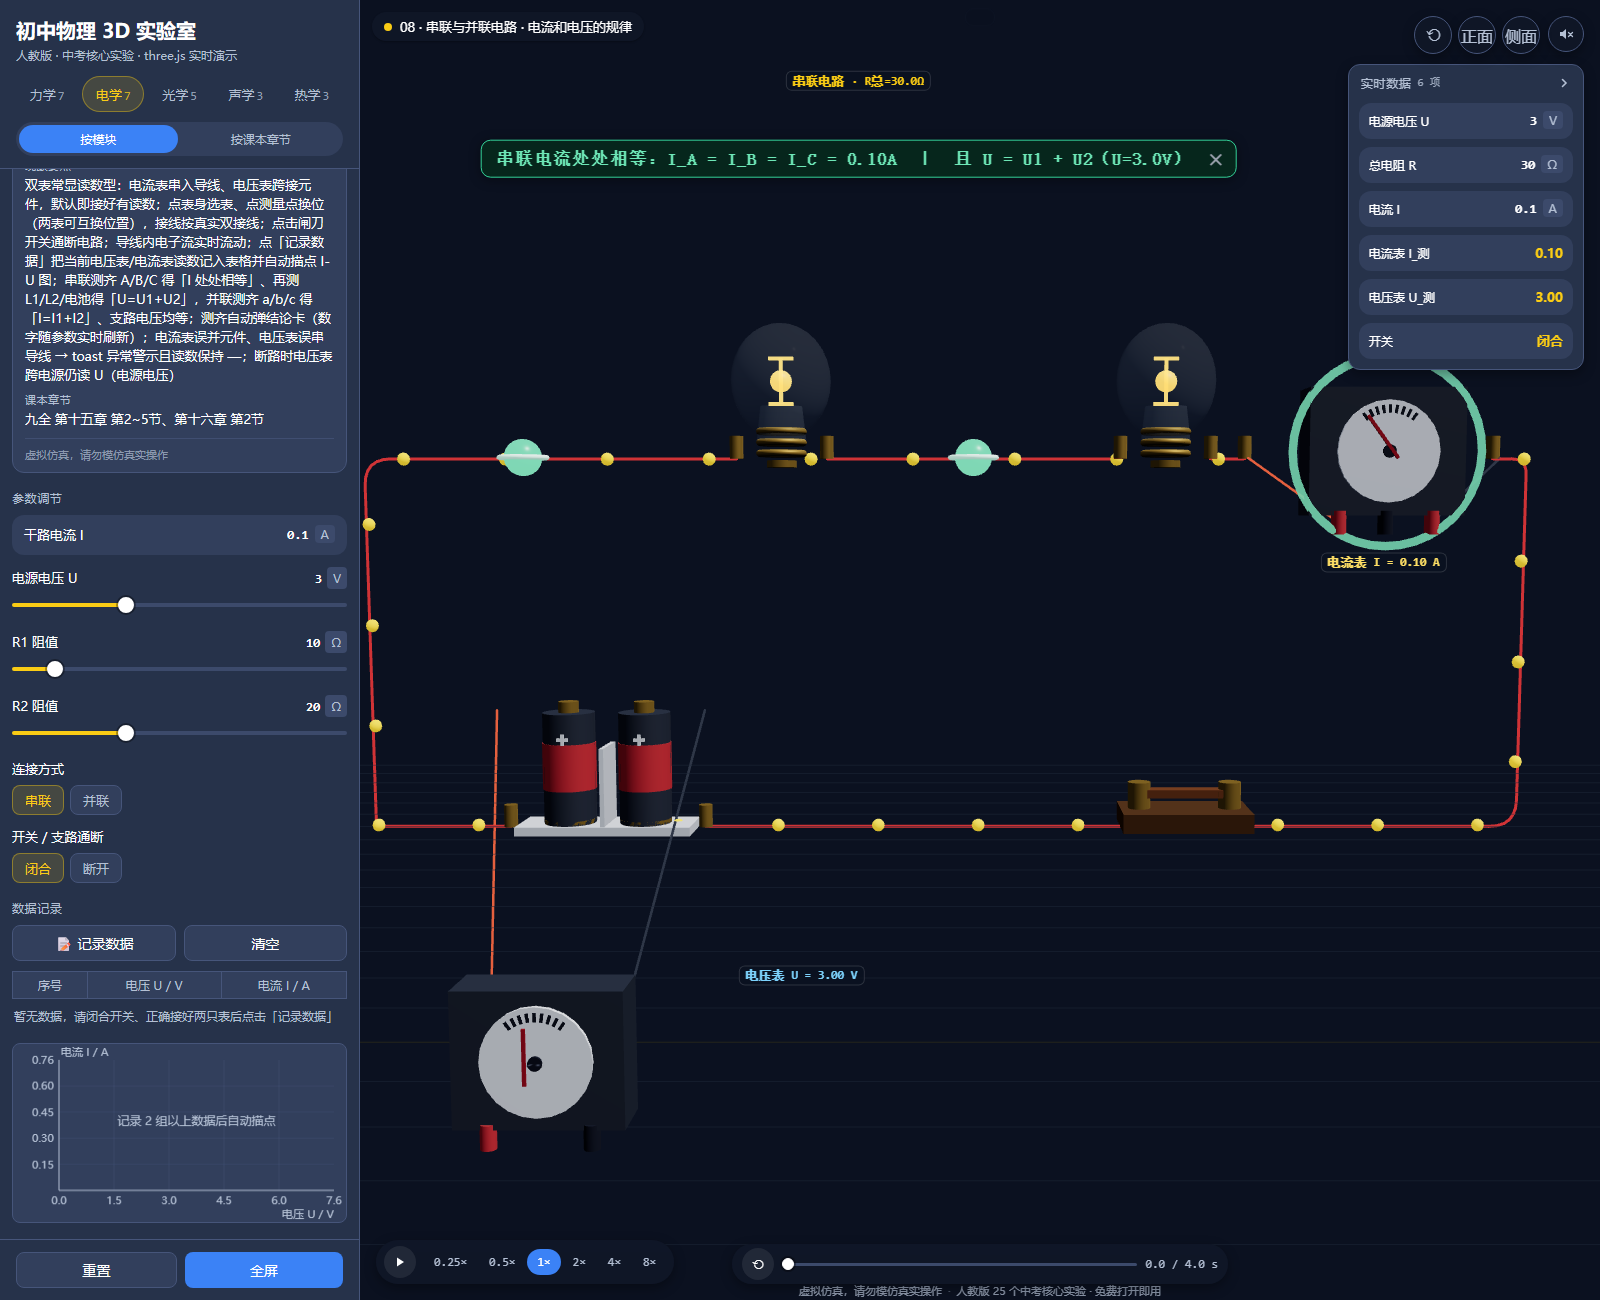 初中物理 3D 实验室
人教版 · 中考核心实验 · three.js 实时演示
力学 7
电学 7
光学 5
声学 3
热学 3
按模块
按课本章节
双表常显读数型：电流表串入导线、电压表跨接元
件，默认即接好有读数；点表身选表、点测量点换位
（两表可互换位置），接线按真实双接线；点击闸刀
开关通断电路；导线内电子流实时流动；点「记录数
据」把当前电压表/电流表读数记入表格并自动描点 I-
U 图；串联测齐 A/B/C 得「I 处处相等」、再测
L1/L2/电池得「U=U1+U2」，并联测齐 a/b/c 得
「I=I1+I2」、支路电压均等；测齐自动弹结论卡（数
字随参数实时刷新）；电流表误并元件、电压表误串
导线 → toast 异常警示且读数保持 —；断路时电压表
跨电源仍读 U（电源电压）
课本章节
九全 第十五章 第2~5节、第十六章 第2节
虚拟仿真，请勿模仿真实操作
参数调节
干路电流 I 0.1 A
电源电压 U 3 V
R1 阻值 10 Ω
R2 阻值 20 Ω
连接方式
串联 并联
开关 / 支路通断
闭合 断开
数据记录
记录数据 清空
序号 电压 U / V 电流 I / A
暂无数据，请闭合开关、正确接好两只表后点击「记录数据」
电流 I / A
0.76
0.60
0.45
0.30
0.15
记录 2 组以上数据后自动描点
0.0 1.5 3.0 4.5 6.0 7.6
电压 U / V
重置 全屏
08 · 串联与并联电路 · 电流和电压的规律
正面 侧面
串联电路 · R总=30.0Ω
串联电流处处相等：I_A = I_B = I_C = 0.10A | 且 U = U1 + U2（U=3.0V）
实时数据 6 项
电源电压 U 3 V
总电阻 R 30 Ω
电流 I 0.1 A
电流表 I_测 0.10
电压表 U_测 3.00
开关 闭合
电流表 I = 0.10 A
电压表 U = 3.00 V
0.25× 0.5× 1× 2× 4× 8×
0.0 / 4.0 s
虚拟仿真，请勿模仿真实操作 · 人教版 25 个中考核心实验 · 免费打开即用